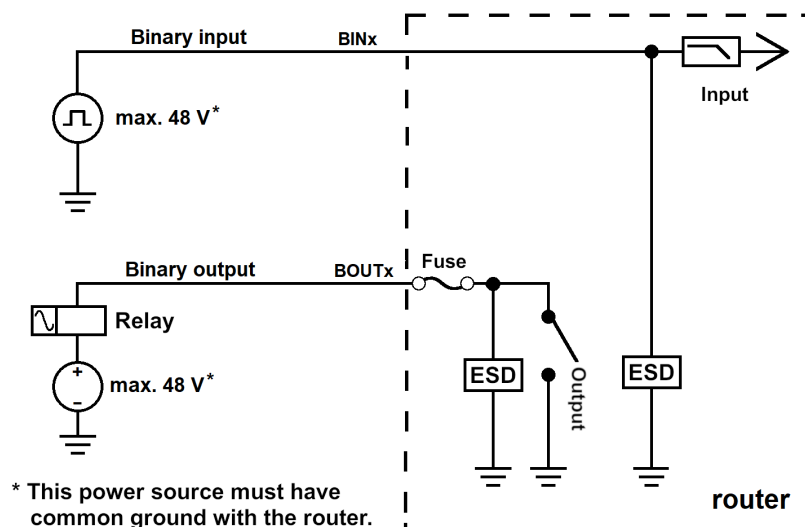 Binary input
BINx
max. 48 V*
Input
Binary output
BOUTx
Fuse
Relay
+
max. 48 V*
−
ESD
Output
ESD
* This power source must have
common ground with the router.
router